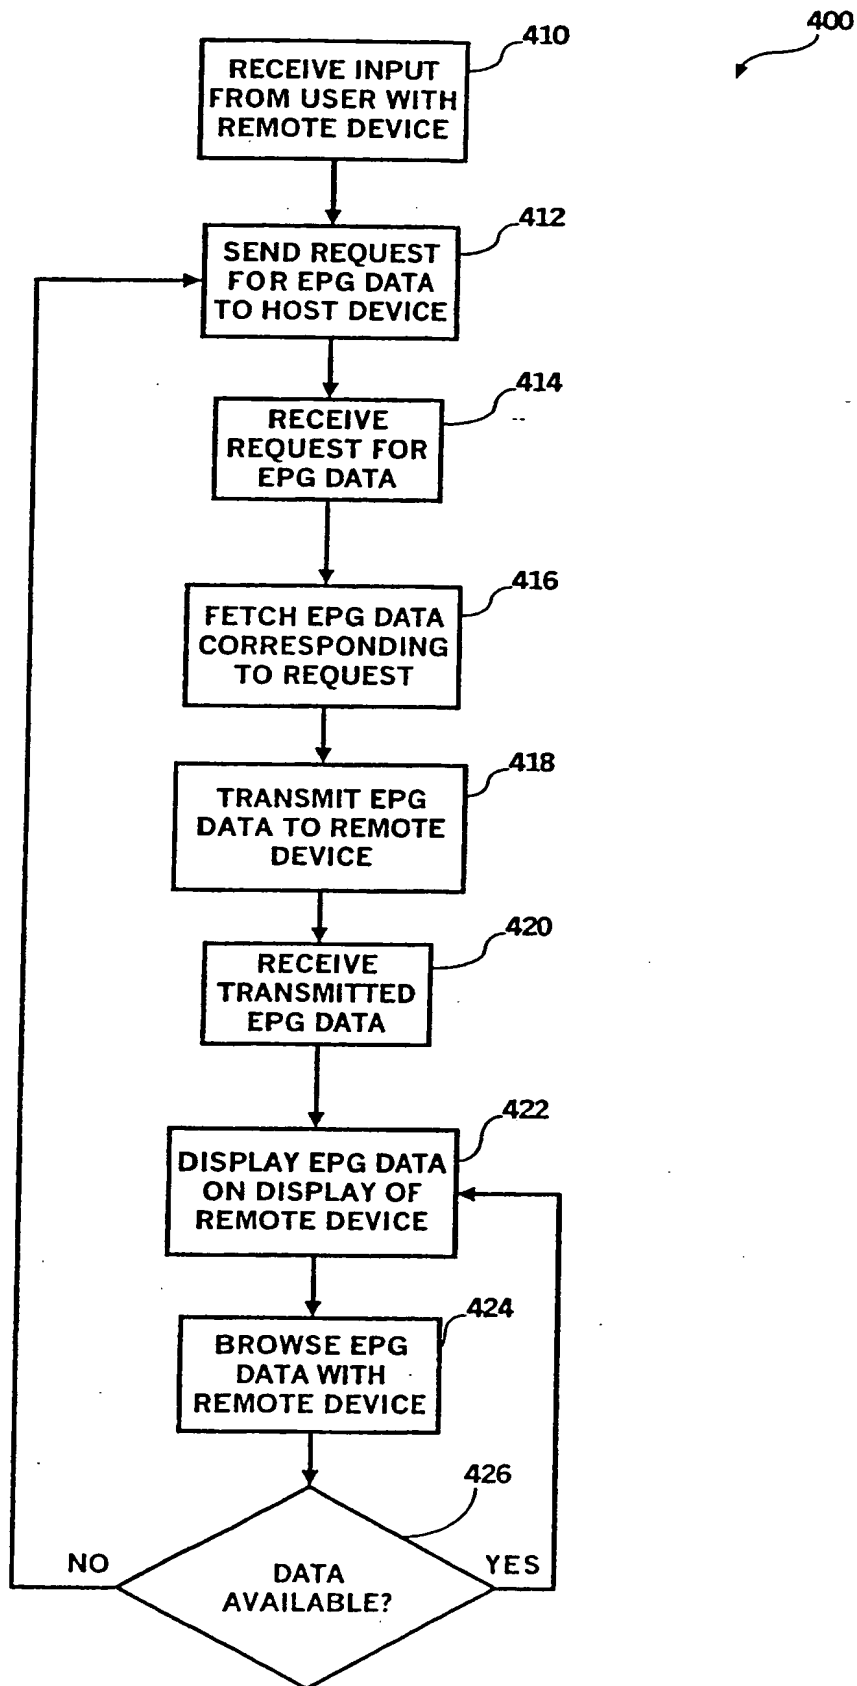 400
410
RECEIVE INPUT
FROM USER WITH
REMOTE DEVICE
412
SEND REQUEST
FOR EPG DATA
TO HOST DEVICE
414
RECEIVE
REQUEST FOR
EPG DATA
416
FETCH EPG DATA
CORRESPONDING
TO REQUEST
418
TRANSMIT EPG
DATA TO REMOTE
DEVICE
420
RECEIVE
TRANSMITTED
EPG DATA
422
DISPLAY EPG DATA
ON DISPLAY OF
REMOTE DEVICE
424
BROWSE EPG
DATA WITH
REMOTE DEVICE
426
NO
YES
DATA
AVAILABLE?